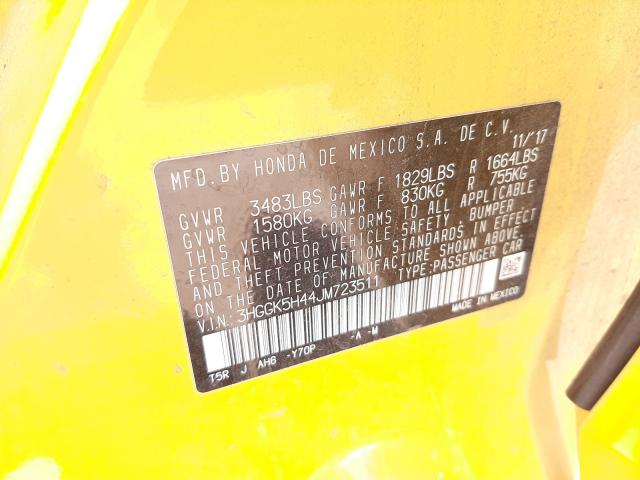 MFD. BY HONDA DE MEXICO S.A. DE C.V. 11/'17
GVWR 3483LBS GAWR F 1829LBS R 1664LBS
GVWR 1580KG GAWR F 830KG R 755KG
THIS VEHICLE CONFORMS TO ALL APPLICABLE
FEDERAL MOTOR VEHICLE SAFETY, BUMPER
AND THEFT PREVENTION STANDARDS IN EFFECT
ON THE DATE OF MANUFACTURE SHOWN ABOVE.
V.I.N.: 3HGGK5H44JM723511 TYPE: PASSENGER CAR
MADE IN MEXICO
T5R J AH6 -Y70P -A -M